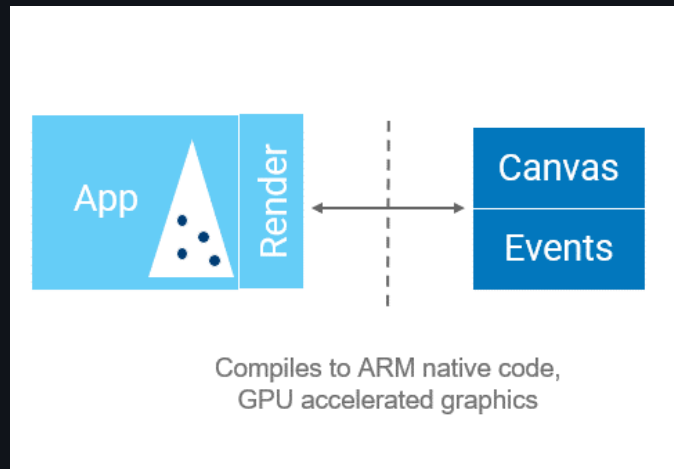 App
Render
Canvas
Events
Compiles to ARM native code,
GPU accelerated graphics